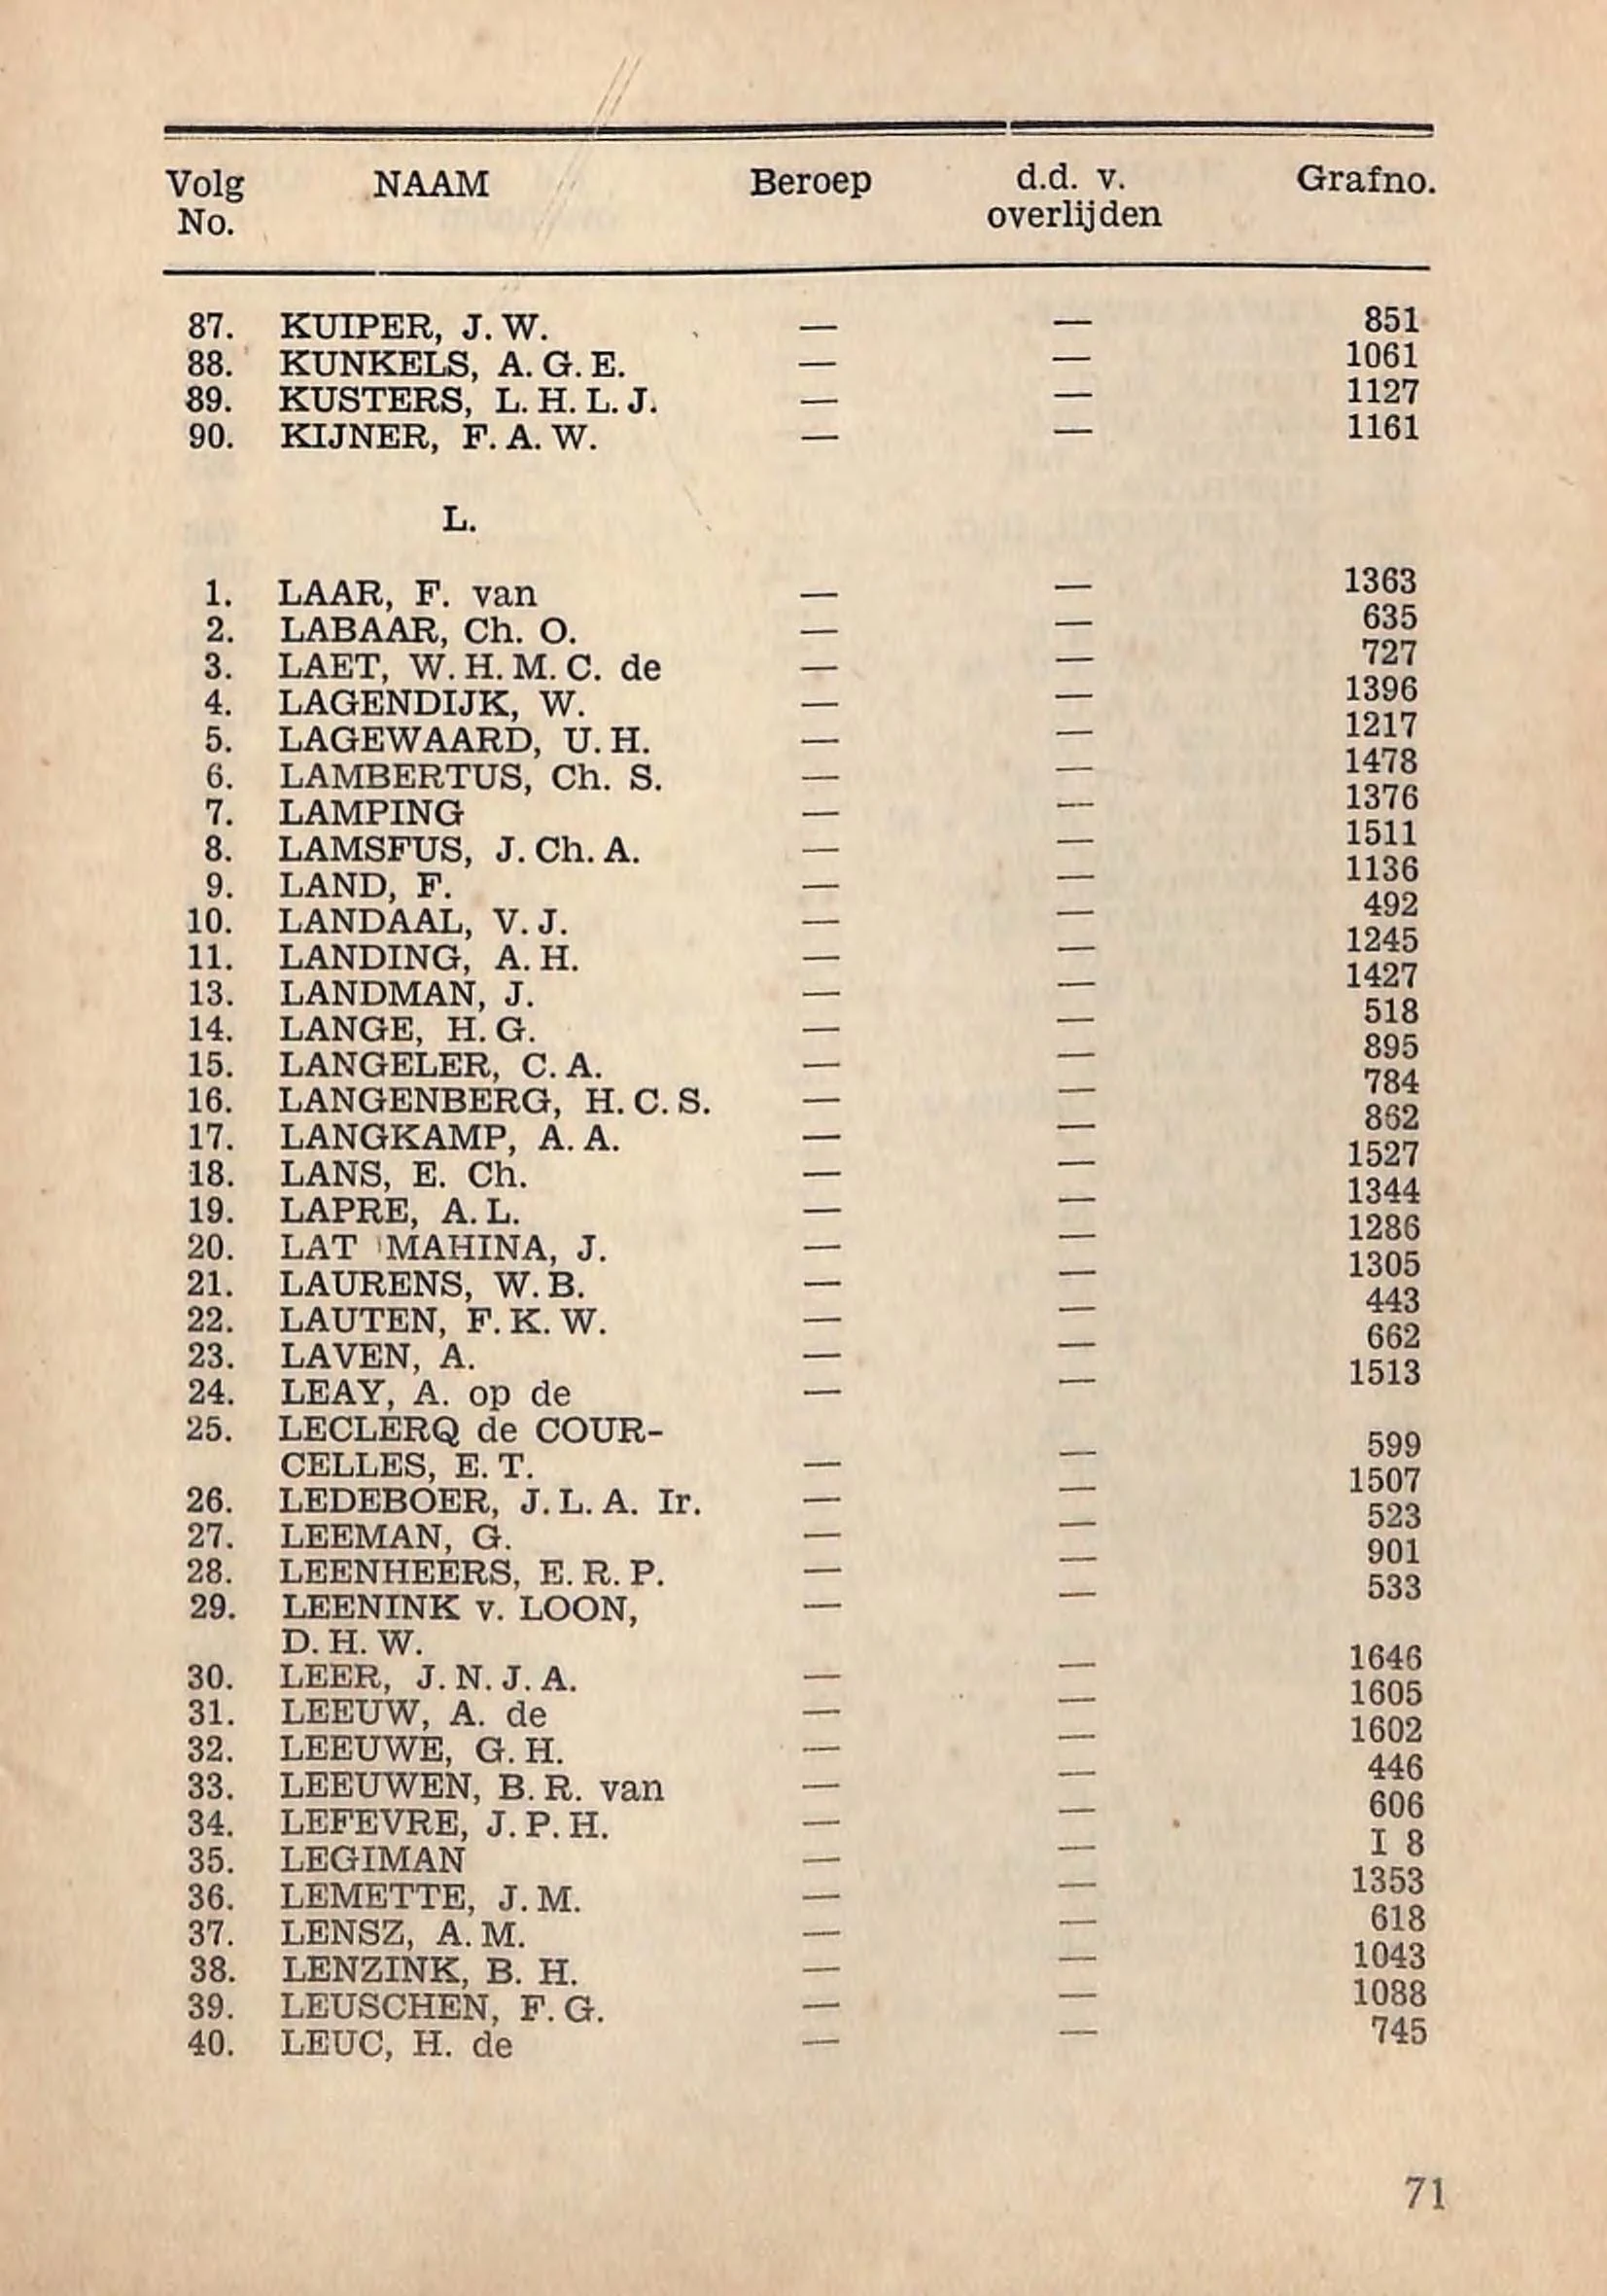 Volg NAAM Beroep d.d. v. Grafno.
No. overlijden
87. KUIPER, J. W. — — 851
88. KUNKELS, A. G. E. — — 1061
89. KUSTERS, L. H. L. J. — — 1127
90. KIJNER, F. A. W. — — 1161
L.
1. LAAR, F. van — — 1363
2. LABAAR, Ch. O. — — 635
3. LAET, W. H. M. C. de — — 727
4. LAGENDIJK, W. — — 1396
5. LAGEWAARD, U. H. — — 1217
6. LAMBERTUS, Ch. S. — — 1478
7. LAMPING — — 1376
8. LAMSFUS, J. Ch. A. — — 1511
9. LAND, F. — — 1136
10. LANDAAL, V. J. — — 492
11. LANDING, A. H. — — 1245
13. LANDMAN, J. — — 1427
14. LANGE, H. G. — — 518
15. LANGELER, C. A. — — 895
16. LANGENBERG, H. C. S. — — 784
17. LANGKAMP, A. A. — — 862
18. LANS, E. Ch. — — 1527
19. LAPRE, A. L. — — 1344
20. LAT MAHINA, J. — — 1286
21. LAURENS, W. B. — — 1305
22. LAUTEN, F. K. W. — — 443
23. LAVEN, A. — — 662
24. LEAY, A. op de — — 1513
25. LECLERQ de COUR-
CELLES, E. T. — — 599
26. LEDEBOER, J. L. A. Ir. — — 1507
27. LEEMAN, G. — — 523
28. LEENHEERS, E. R. P. — — 901
29. LEENINK v. LOON, — — 533
D. H. W.
30. LEER, J. N. J. A. — — 1646
31. LEEUW, A. de — — 1605
32. LEEUWE, G. H. — — 1602
33. LEEUWEN, B. R. van — — 446
34. LEFEVRE, J. P. H. — — 606
35. LEGIMAN — — I 8
36. LEMETTE, J. M. — — 1353
37. LENSZ, A. M. — — 618
38. LENZINK, B. H. — — 1043
39. LEUSCHEN, F. G. — — 1088
40. LEUC, H. de — — 745
71